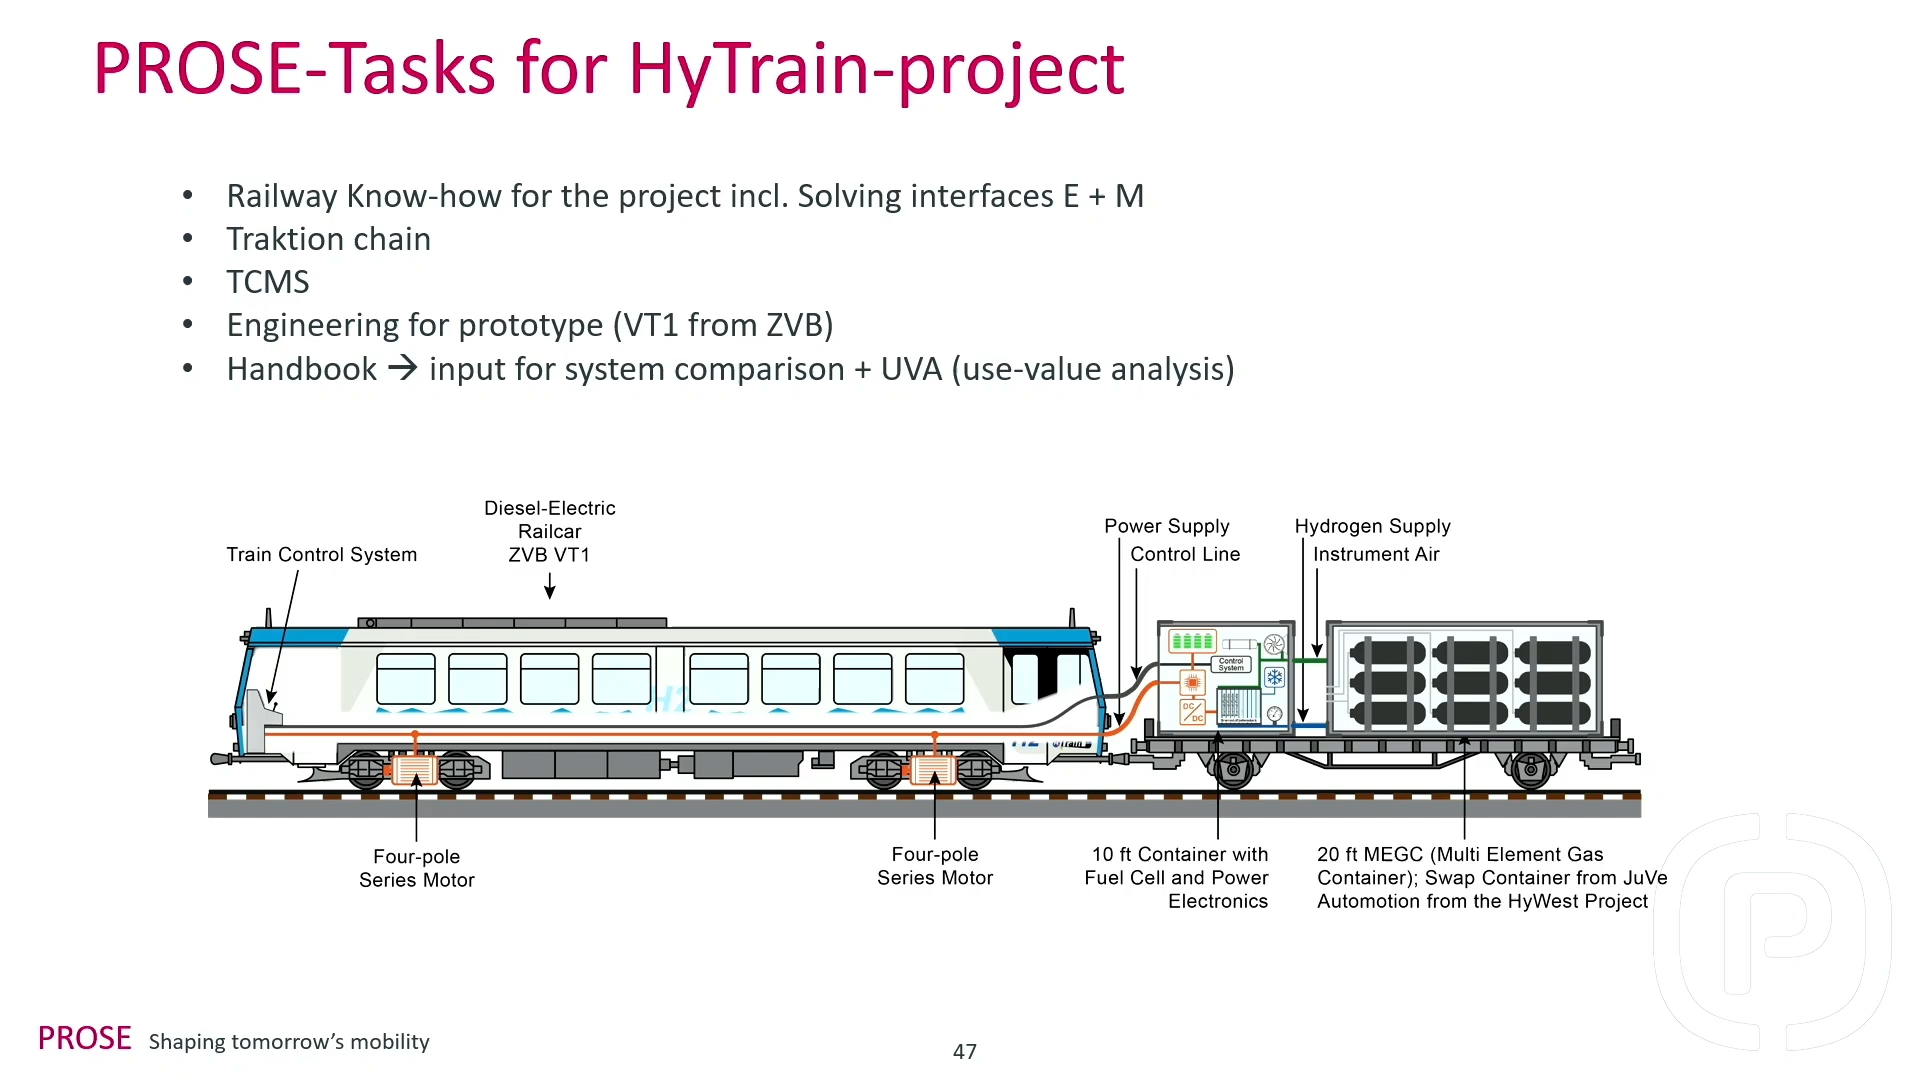 PROSE-Tasks for HyTrain-project
• Railway Know-how for the project incl. Solving interfaces E + M
• Traktion chain
• TCMS
• Engineering for prototype (VT1 from ZVB)
• Handbook → input for system comparison + UVA (use-value analysis)
Diesel-Electric
Railcar
ZVB VT1
Train Control System
Power Supply
Control Line
Hydrogen Supply
Instrument Air
Control
System
DC
DC
H2
H2
Train
Four-pole
Series Motor
Four-pole
Series Motor
10 ft Container with
Fuel Cell and Power
Electronics
20 ft MEGC (Multi Element Gas
Container); Swap Container from JuVe
Automotion from the HyWest Project
PROSE Shaping tomorrow's mobility
47
P